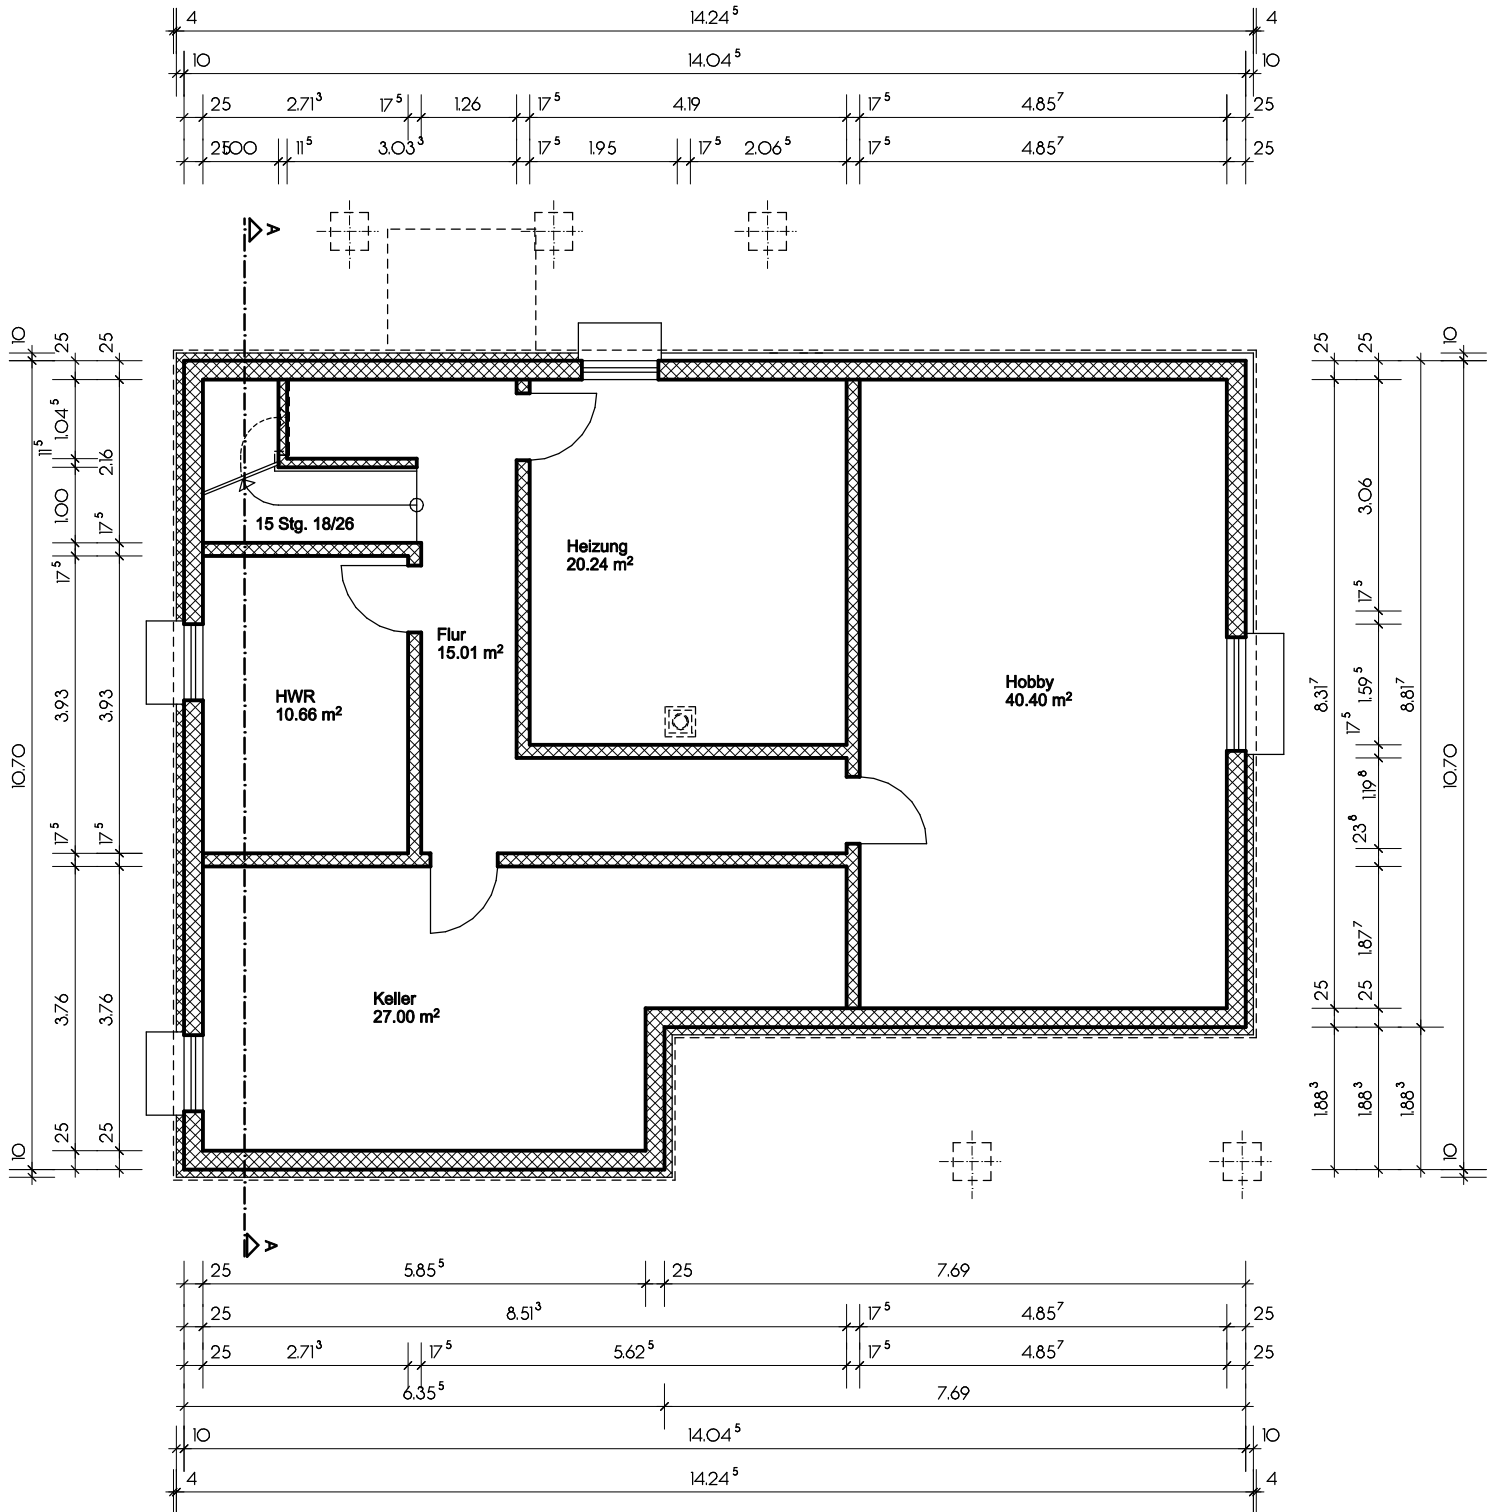 4 14.24⁵ 4
10 14.04⁵ 10
25 2.71³ 17⁵ 1.26 17⁵ 4.19 17⁵ 4.85⁷ 25
25 1.00 11⁵ 3.03³ 17⁵ 1.95 17⁵ 2.06⁵ 17⁵ 4.85⁷ 25
A
10
25
25
1.04⁵
11⁵
2.16
1.00
17⁵
17⁵
3.93
3.93
10.70
17⁵
17⁵
3.76
3.76
25
25
10
15 Stg. 18/26
Heizung
20.24 m²
Flur
15.01 m²
HWR
10.66 m²
Hobby
40.40 m²
Keller
27.00 m²
25
25
10
3.06
17⁵
8.31⁷
1.59⁵
8.81⁷
17⁵
10.70
1.19⁸
23⁸
1.87⁷
25
25
1.88³
1.88³
1.88³
10
A
25 5.85⁵ 25 7.69
25 8.51³ 17⁵ 4.85⁷ 25
25 2.71³ 17⁵ 5.62⁵ 17⁵ 4.85⁷ 25
6.35⁵ 7.69
10 14.04⁵ 10
4 14.24⁵ 4